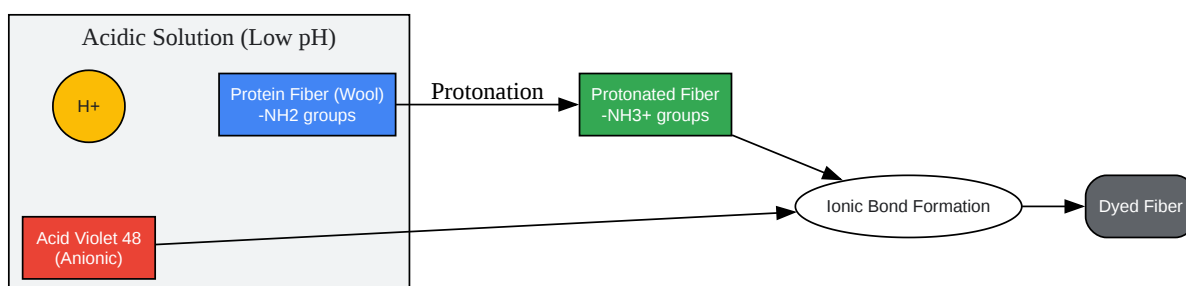 Acidic Solution (Low pH)
H+
Protein Fiber (Wool)
-NH2 groups
Protonation
Protonated Fiber
-NH3+ groups
Acid Violet 48
(Anionic)
Ionic Bond Formation
Dyed Fiber